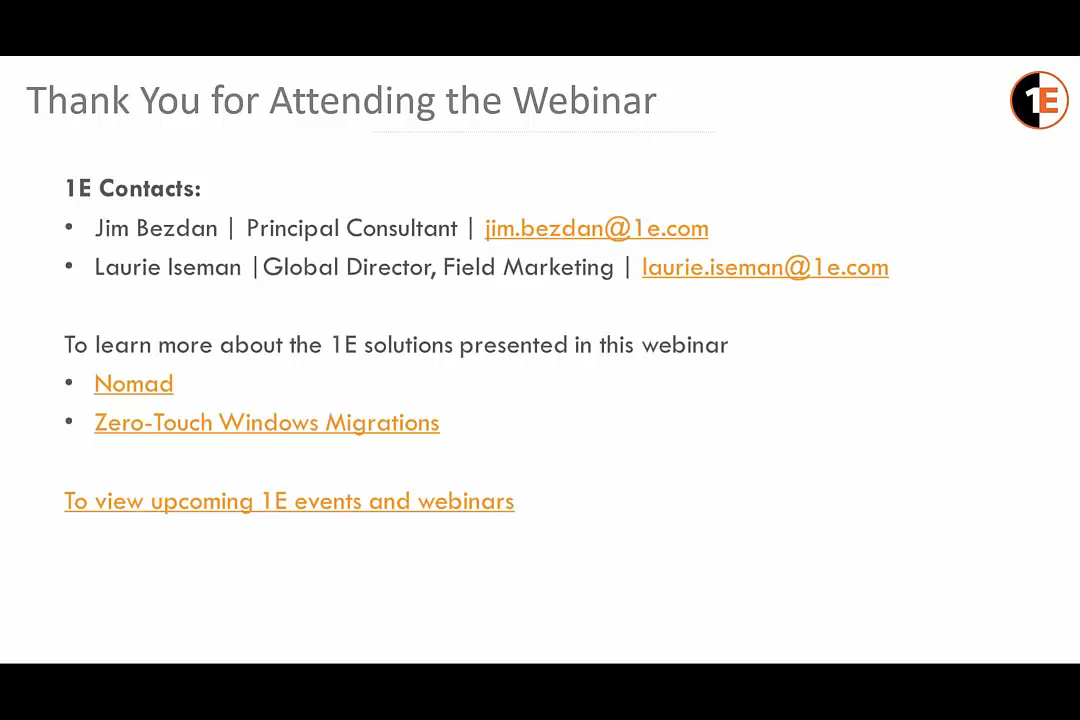 Thank You for Attending the Webinar
1E
1E Contacts:
• Jim Bezdan | Principal Consultant | jim.bezdan@1e.com
• Laurie Iseman |Global Director, Field Marketing | laurie.iseman@1e.com
To learn more about the 1E solutions presented in this webinar
• Nomad
• Zero-Touch Windows Migrations
To view upcoming 1E events and webinars